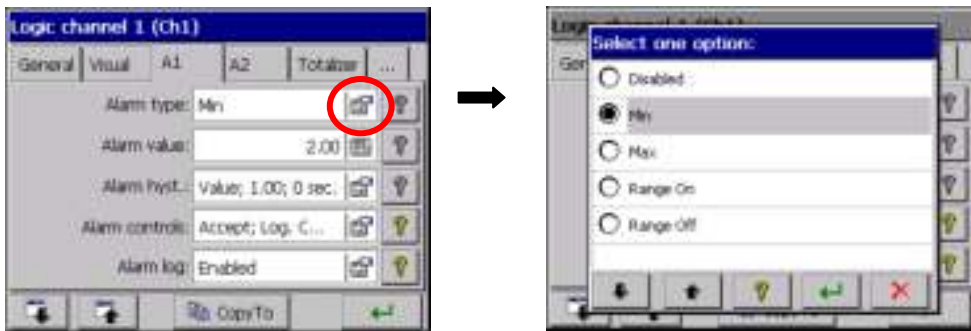 Logic channel 1 (Ch1)
General Visual A1 A2 Totalizer ...
Alarm type: Min
Alarm value: 2.00
Alarm hyst.: Value; 1.00; 0 sec.
Alarm controls: Accept; Log. C...
Alarm log: Enabled
CopyTo
Select one option:
Disabled
Min
Max
Range On
Range Off